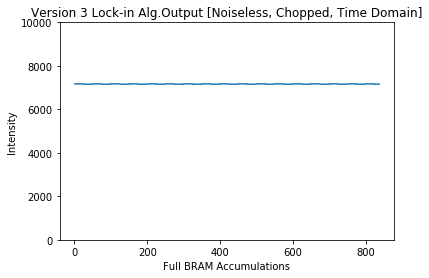 Version 3 Lock-in Alg.Output [Noiseless, Chopped, Time Domain]
10000
8000
6000
4000
2000
0
Intensity
0 200 400 600 800
Full BRAM Accumulations